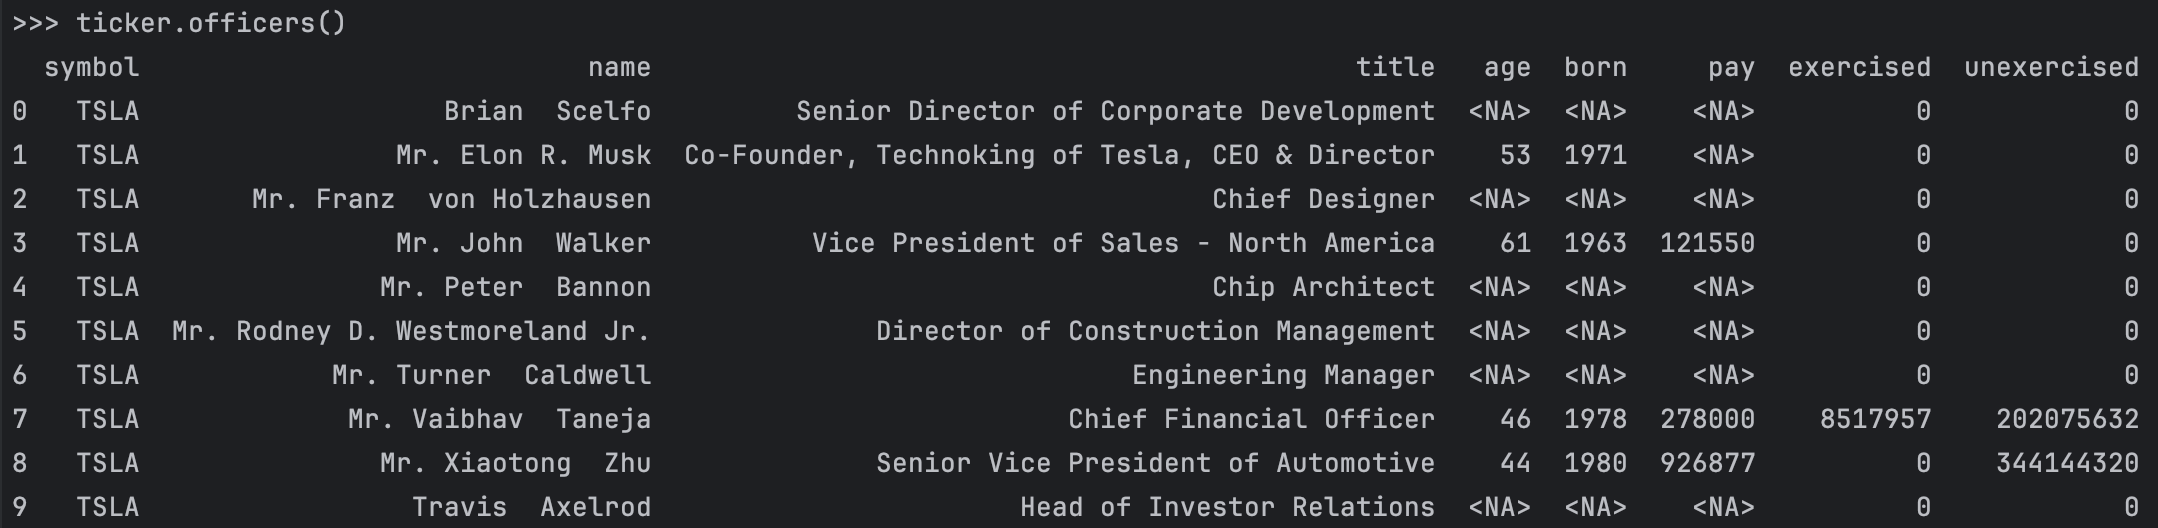 >>> ticker.officers()
  symbol                            name                                           title   age  born     pay  exercised  unexercised
0   TSLA                   Brian  Scelfo        Senior Director of Corporate Development  <NA>  <NA>    <NA>          0            0
1   TSLA                Mr. Elon R. Musk  Co-Founder, Technoking of Tesla, CEO & Director    53  1971    <NA>          0            0
2   TSLA       Mr. Franz  von Holzhausen                                  Chief Designer  <NA>  <NA>    <NA>          0            0
3   TSLA                Mr. John  Walker         Vice President of Sales - North America    61  1963  121550          0            0
4   TSLA               Mr. Peter  Bannon                                  Chip Architect  <NA>  <NA>    <NA>          0            0
5   TSLA  Mr. Rodney D. Westmoreland Jr.             Director of Construction Management  <NA>  <NA>    <NA>          0            0
6   TSLA            Mr. Turner  Caldwell                             Engineering Manager  <NA>  <NA>    <NA>          0            0
7   TSLA             Mr. Vaibhav  Taneja                         Chief Financial Officer    46  1978  278000    8517957    202075632
8   TSLA               Mr. Xiaotong  Zhu             Senior Vice President of Automotive    44  1980  926877          0    344144320
9   TSLA                 Travis  Axelrod                      Head of Investor Relations  <NA>  <NA>    <NA>          0            0